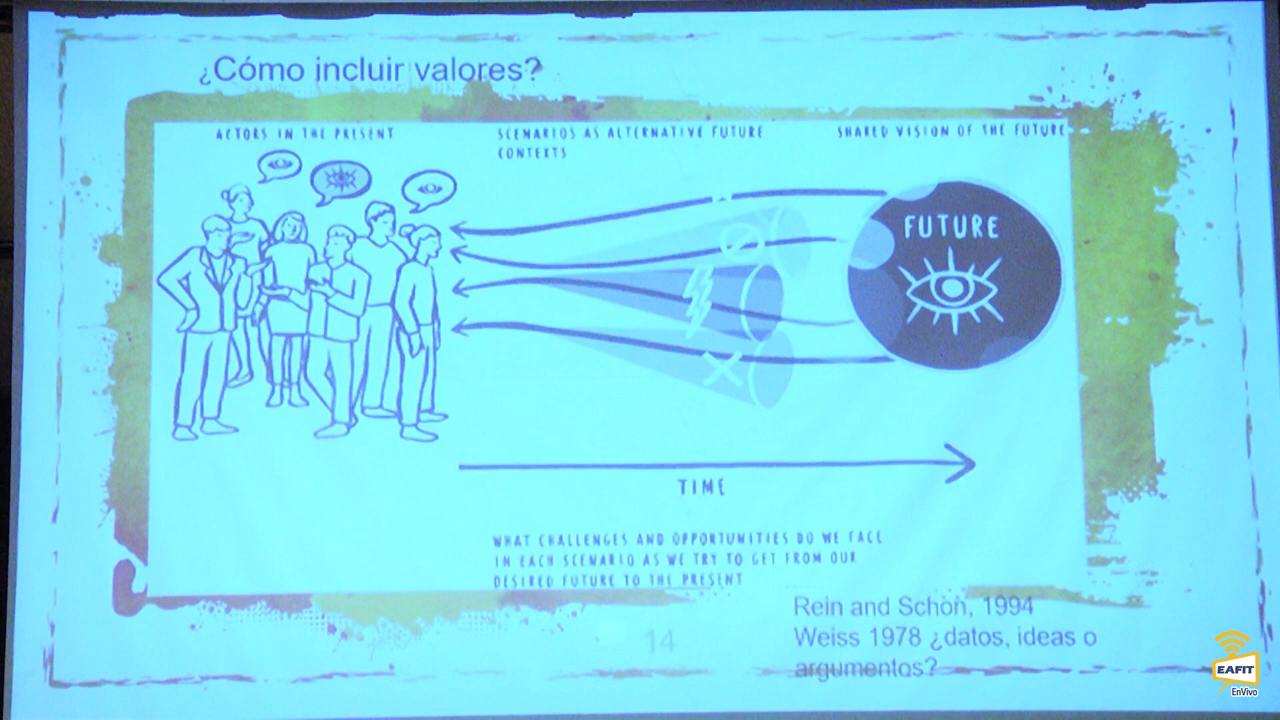 ¿Cómo incluir valores?
ACTORS IN THE PRESENT
SCENARIOS AS ALTERNATIVE FUTURE
CONTEXTS
SHARED VISION OF THE FUTURE
FUTURE
TIME
WHAT CHALLENGES AND OPPORTUNITIES DO WE FACE
IN EACH SCENARIO AS WE TRY TO GET FROM OUR
DESIRED FUTURE TO THE PRESENT
Rein and Schön, 1994
Weiss 1978 ¿datos, ideas o
argumentos?
14
EAFIT
EnVivo